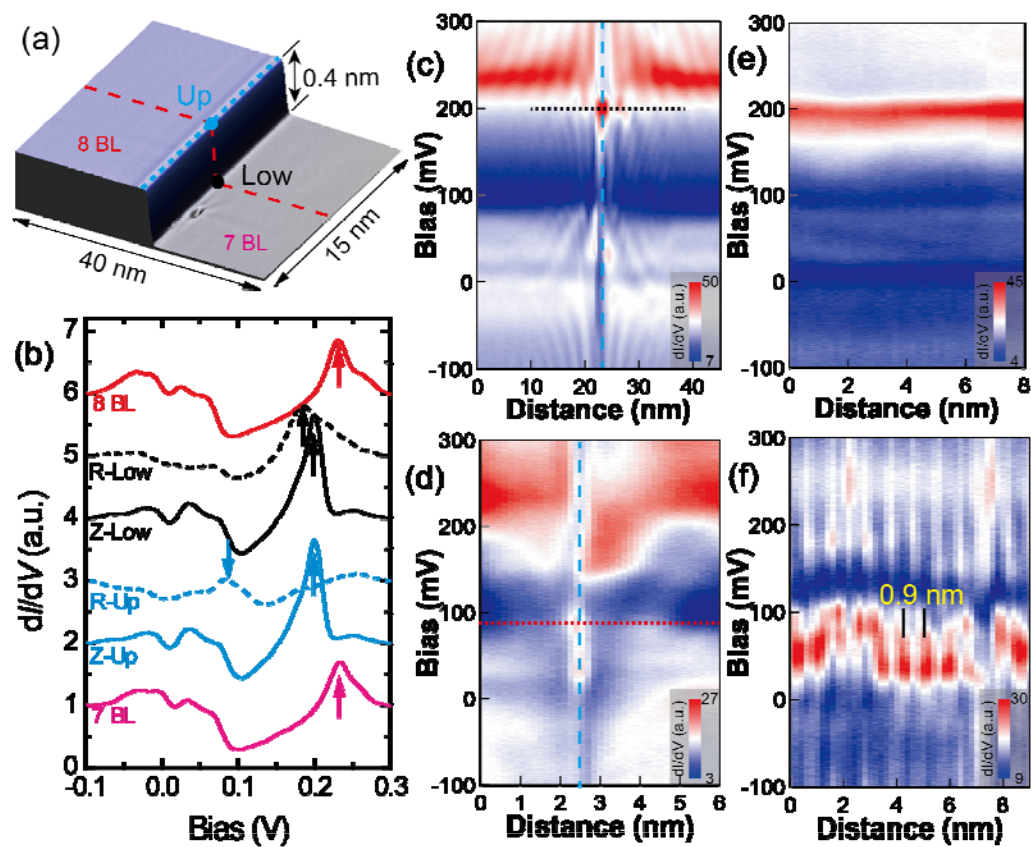 (a)
0.4 nm
Up
8 BL
Low
7 BL
40 nm
15 nm
(b)
7
6
5
4
3
2
1
0
8 BL
R-Low
Z-Low
R-Up
Z-Up
7 BL
dI/dV (a.u.)
-0.1 0.0 0.1 0.2 0.3
Bias (V)
(c)
300
200
100
0
-100
Bias (mV)
0 10 20 30 40
Distance (nm)
dI/dV (a.u.)
50
7
(e)
300
200
100
0
-100
Bias (mV)
0 2 4 6 8
Distance (nm)
dI/dV (a.u.)
45
4
(d)
300
200
100
0
-100
Bias (mV)
0 1 2 3 4 5 6
Distance (nm)
dI/dV (a.u.)
27
3
(f)
300
200
100
0
-100
Bias (mV)
0.9 nm
0 2 4 6 8
Distance (nm)
dI/dV (a.u.)
30
9